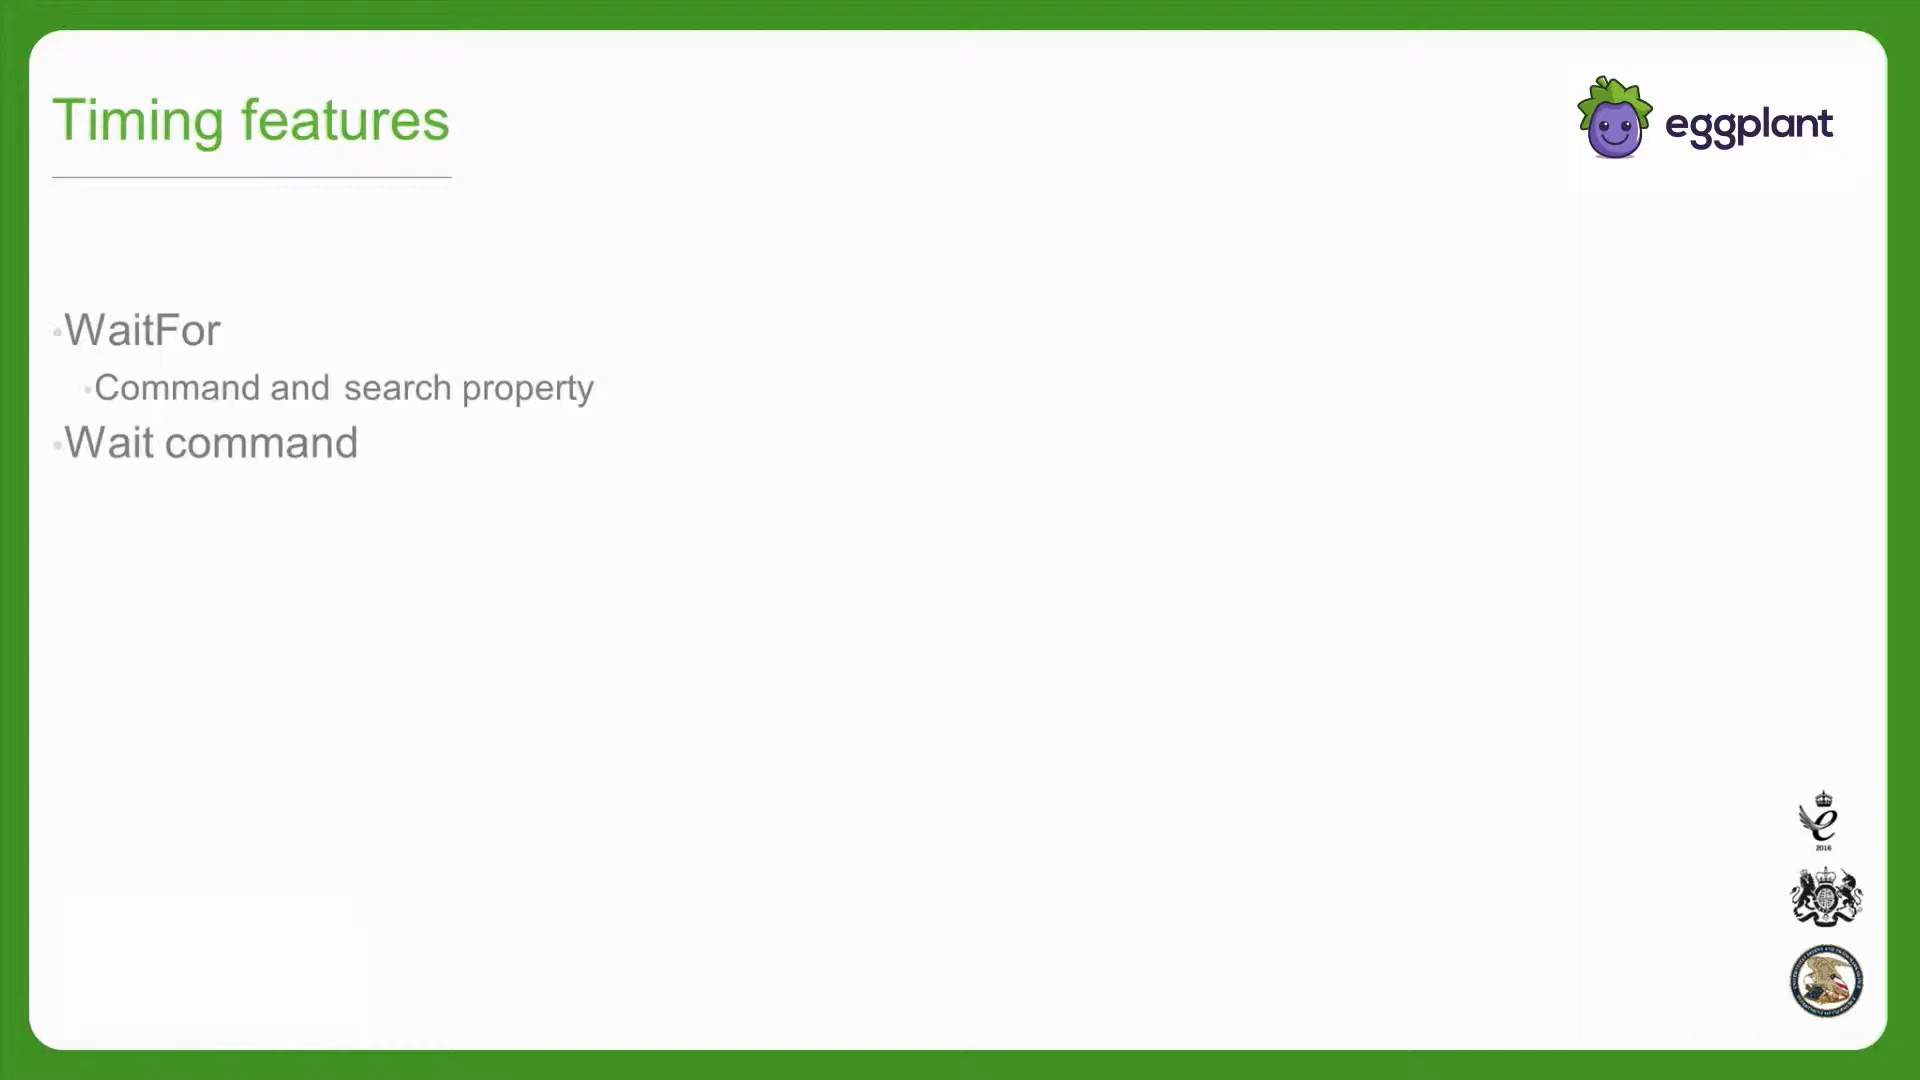 Timing features
eggplant
•WaitFor
•Command and search property
•Wait command
2016